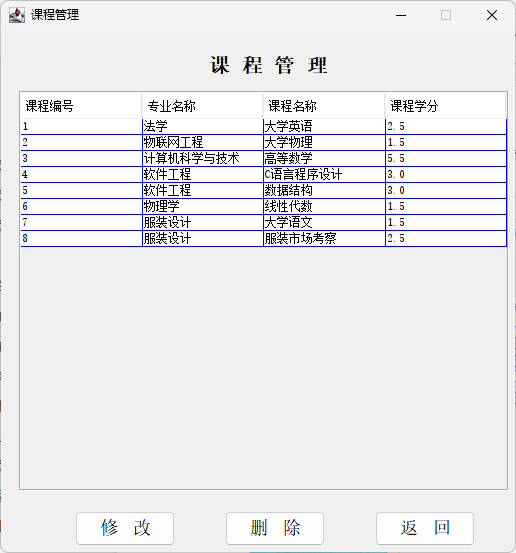 课程管理
课 程 管 理
课程编号 专业名称 课程名称 课程学分
1 法学 大学英语 2.5
2 物联网工程 大学物理 1.5
3 计算机科学与技术 高等数学 5.5
4 软件工程 C语言程序设计 3.0
5 软件工程 数据结构 3.0
6 物理学 线性代数 1.5
7 服装设计 大学语文 1.5
8 服装设计 服装市场考察 2.5
修 改 删 除 返 回